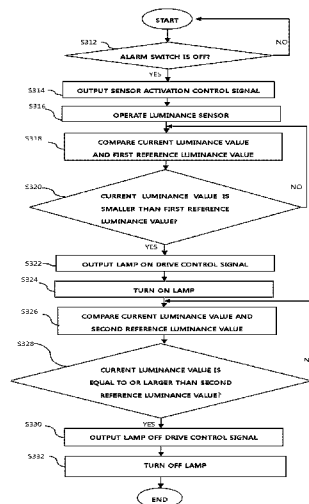 START
S312
NO
ALARM SWITCH IS OFF?
YES
S314
OUTPUT SENSOR ACTIVATION CONTROL SIGNAL
S316
OPERATE LUMINANCE SENSOR
S318
COMPARE CURRENT LUMINANCE VALUE
AND FIRST REFERENCE LUMINANCE VALUE
S320
NO
CURRENT LUMINANCE VALUE IS
SMALLER THAN FIRST REFERENCE
LUMINANCE VALUE?
YES
S322
OUTPUT LAMP ON DRIVE CONTROL SIGNAL
S324
TURN ON LAMP
S326
COMPARE CURRENT LUMINANCE VALUE AND
SECOND REFERENCE LUMINANCE VALUE
S328
CURRENT LUMINANCE VALUE IS
EQUAL TO OR LARGER THAN SECOND
REFERENCE LUMINANCE VALUE?
YES
S330
OUTPUT LAMP OFF DRIVE CONTROL SIGNAL
S332
TURN OFF LAMP
END